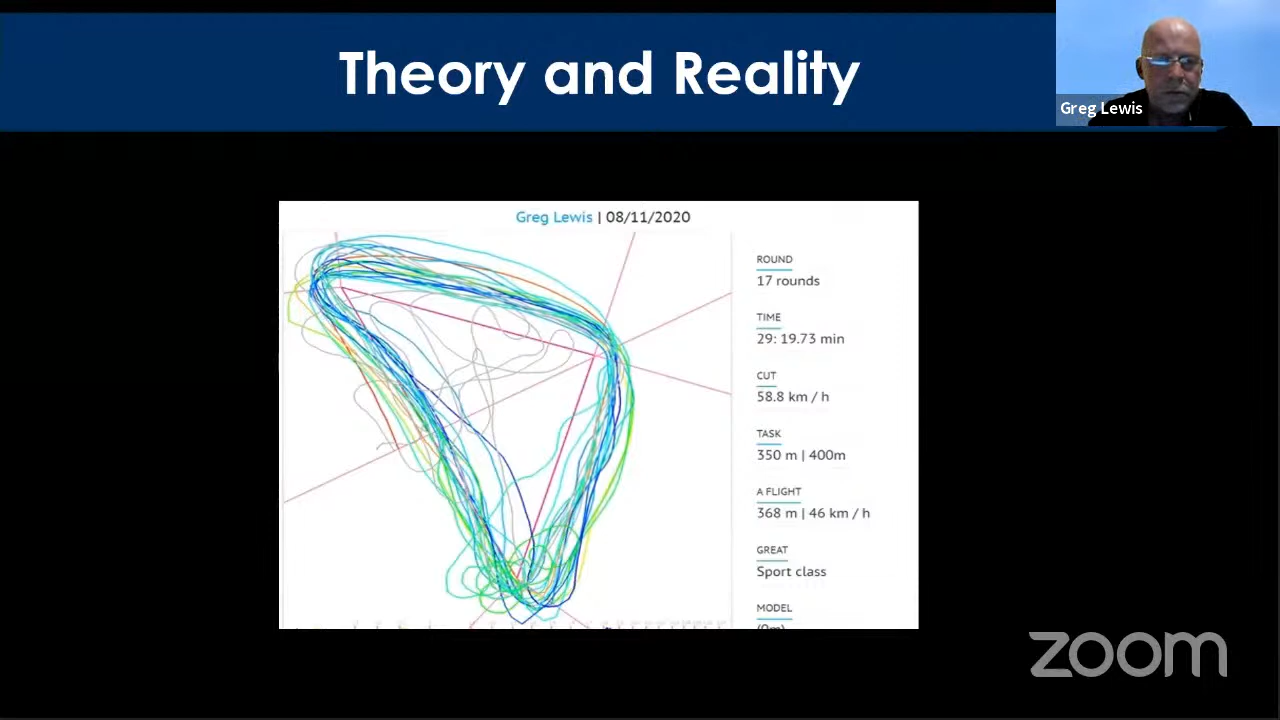 Theory and Reality
Greg Lewis
Greg Lewis | 08/11/2020
ROUND
17 rounds
TIME
29: 19.73 min
CUT
58.8 km / h
TASK
350 m | 400m
A FLIGHT
368 m | 46 km / h
GREAT
Sport class
MODEL
zoom